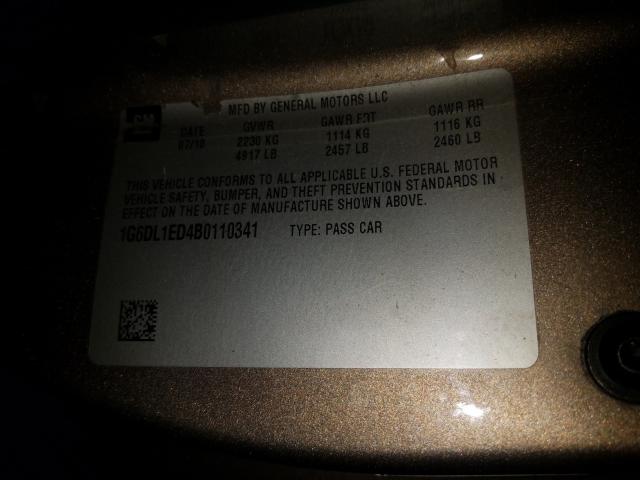 GM
MFD BY GENERAL MOTORS LLC
DATE GVWR GAWR FRT GAWR RR
07/10 2230 KG 1114 KG 1116 KG
4917 LB 2457 LB 2460 LB
THIS VEHICLE CONFORMS TO ALL APPLICABLE U.S. FEDERAL MOTOR
VEHICLE SAFETY, BUMPER, AND THEFT PREVENTION STANDARDS IN
EFFECT ON THE DATE OF MANUFACTURE SHOWN ABOVE.
1G6DL1ED4B0110341 TYPE: PASS CAR